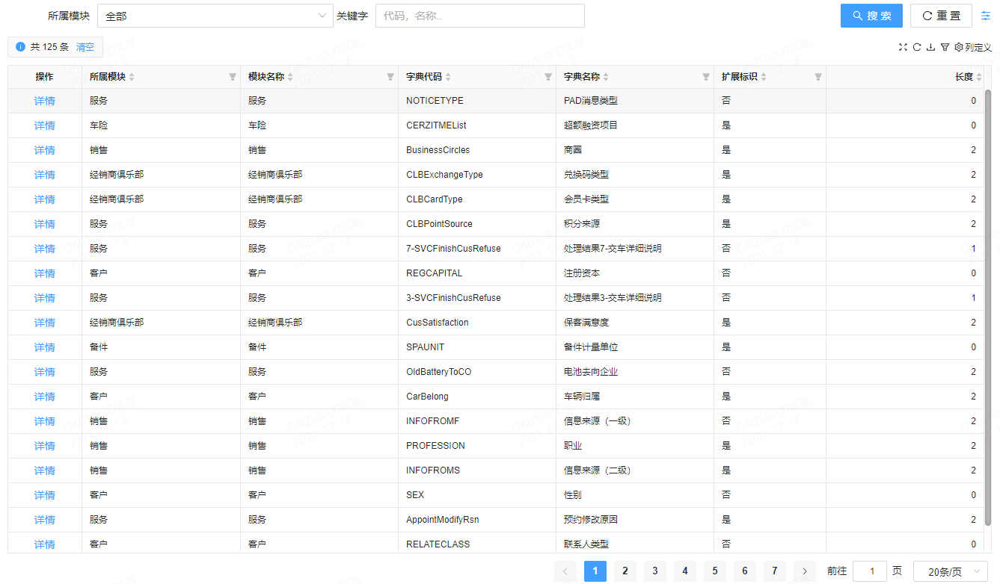 所属模块 全部 关键字 代码，名称.. 搜索 重置
共 125 条 清空 列定义
操作 所属模块 模块名称 字典代码 字典名称 扩展标识 长度
详情 服务 服务 NOTICETYPE PAD消息类型 否 0
详情 车险 车险 CERZITMEList 超额融资项目 是 0
详情 销售 销售 BusinessCircles 商圈 是 2
详情 经销商俱乐部 经销商俱乐部 CLBExchangeType 兑换码类型 是 2
详情 经销商俱乐部 经销商俱乐部 CLBCardType 会员卡类型 是 2
详情 服务 服务 CLBPointSource 积分来源 是 2
详情 服务 服务 7-SVCFinishCusRefuse 处理结果7-交车详细说明 否 1
详情 客户 客户 REGCAPITAL 注册资本 否 0
详情 服务 服务 3-SVCFinishCusRefuse 处理结果3-交车详细说明 否 1
详情 经销商俱乐部 经销商俱乐部 CusSatisfaction 保客满意度 是 2
详情 备件 备件 SPAUNIT 备件计量单位 是 0
详情 服务 服务 OldBatteryToCO 电池去向企业 否 2
详情 客户 客户 CarBelong 车辆归属 是 2
详情 销售 销售 INFOFROMF 信息来源（一级） 否 2
详情 销售 销售 PROFESSION 职业 是 2
详情 销售 销售 INFOFROMS 信息来源（二级） 是 2
详情 客户 客户 SEX 性别 否 0
详情 服务 服务 AppointModifyRsn 预约修改原因 是 2
详情 客户 客户 RELATECLASS 联系人类型 否 0
1 2 3 4 5 6 7 前往 1 页 20条/页